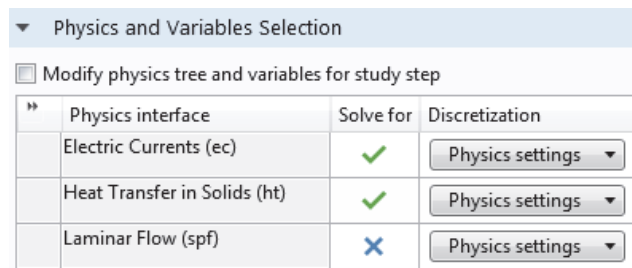 Physics and Variables Selection
Modify physics tree and variables for study step
Physics interface Solve for Discretization
Electric Currents (ec) Physics settings
Heat Transfer in Solids (ht) Physics settings
Laminar Flow (spf) Physics settings